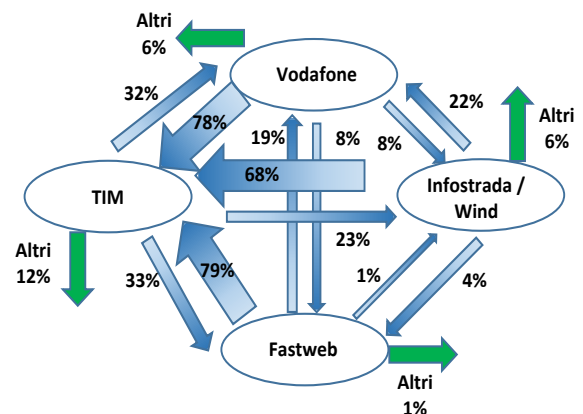 Altri
6%
Vodafone
32%
22%
78%
19%
8%
8%
Altri
6%
68%
TIM
Infostrada /
Wind
23%
Altri
12%
33%
79%
1%
4%
Fastweb
Altri
1%